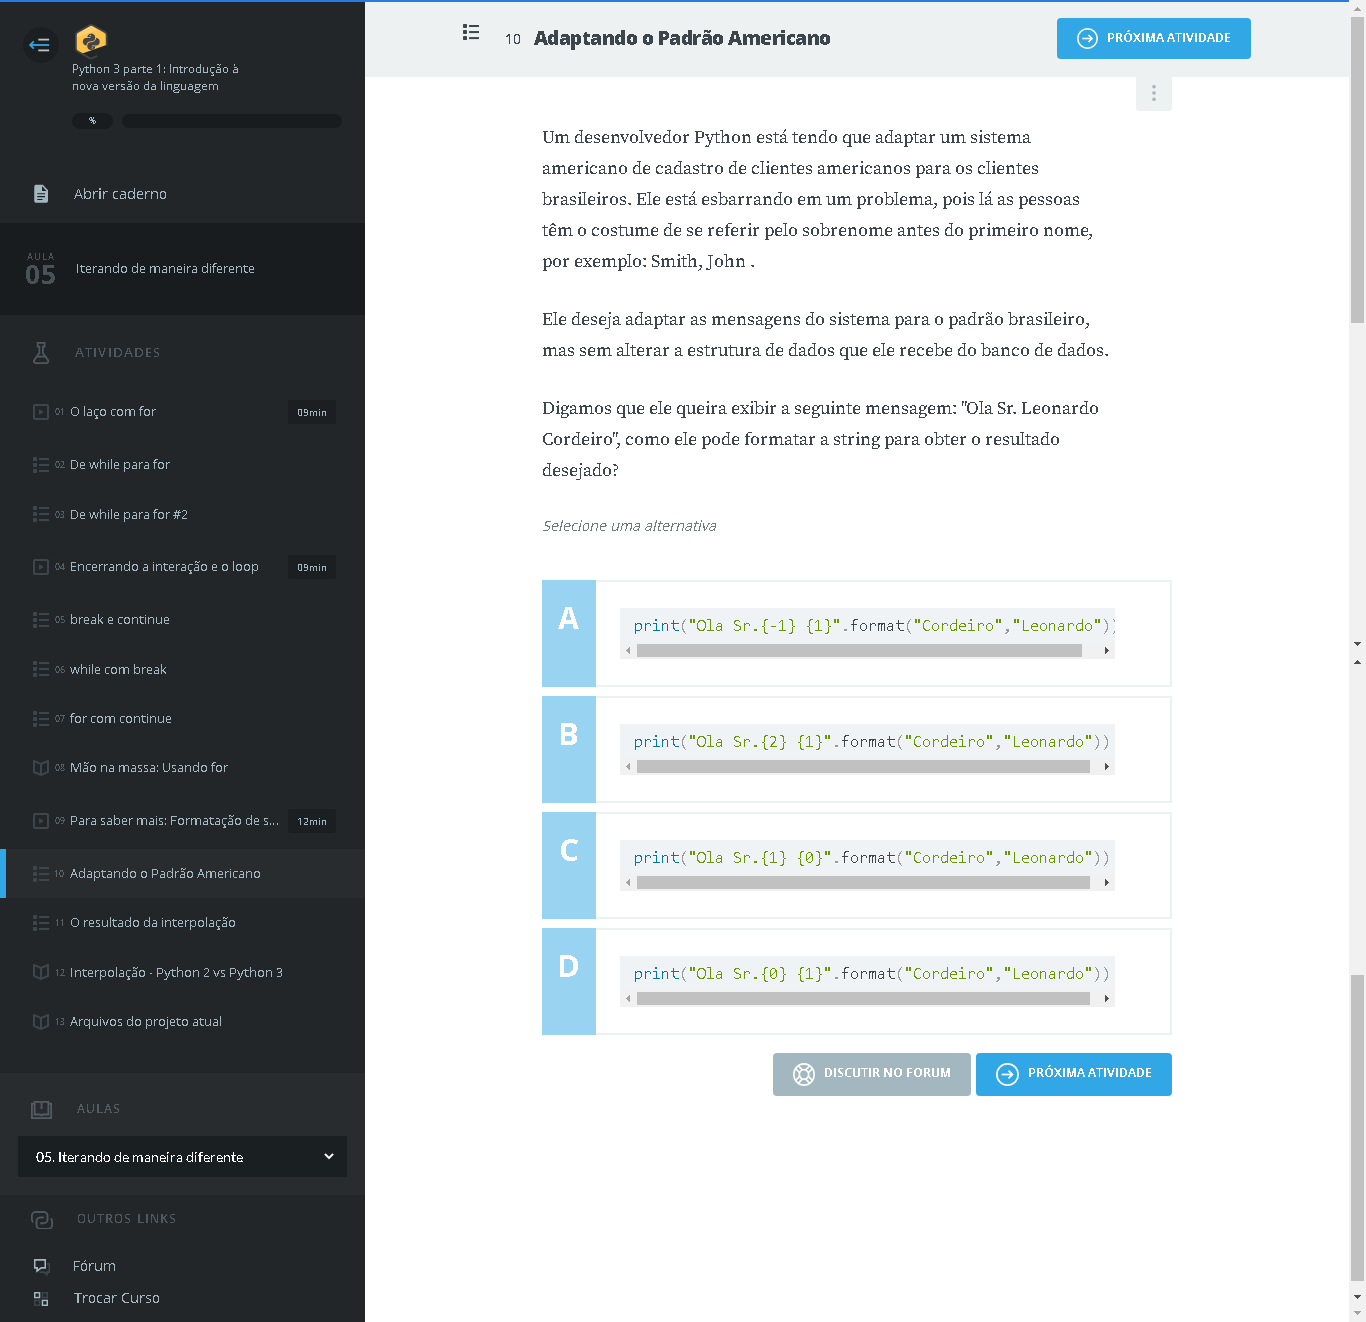 Python 3 parte 1: Introdução à
nova versão da linguagem
%
Abrir caderno
AULA
05
Iterando de maneira diferente
ATIVIDADES
01 O laço com for 09min
02 De while para for
03 De while para for #2
04 Encerrando a interação e o loop 09min
05 break e continue
06 while com break
07 for com continue
08 Mão na massa: Usando for
09 Para saber mais: Formatação de s... 12min
10 Adaptando o Padrão Americano
11 O resultado da interpolação
12 Interpolação - Python 2 vs Python 3
13 Arquivos do projeto atual
AULAS
05. Iterando de maneira diferente
OUTROS LINKS
Fórum
Trocar Curso
10 Adaptando o Padrão Americano
PRÓXIMA ATIVIDADE
Um desenvolvedor Python está tendo que adaptar um sistema
americano de cadastro de clientes americanos para os clientes
brasileiros. Ele está esbarrando em um problema, pois lá as pessoas
têm o costume de se referir pelo sobrenome antes do primeiro nome,
por exemplo: Smith, John .
Ele deseja adaptar as mensagens do sistema para o padrão brasileiro,
mas sem alterar a estrutura de dados que ele recebe do banco de dados.
Digamos que ele queira exibir a seguinte mensagem: "Ola Sr. Leonardo
Cordeiro", como ele pode formatar a string para obter o resultado
desejado?
Selecione uma alternativa
A
print("Ola Sr.{-1} {1}".format("Cordeiro","Leonardo"))
B
print("Ola Sr.{2} {1}".format("Cordeiro","Leonardo"))
C
print("Ola Sr.{1} {0}".format("Cordeiro","Leonardo"))
D
print("Ola Sr.{0} {1}".format("Cordeiro","Leonardo"))
DISCUTIR NO FORUM
PRÓXIMA ATIVIDADE